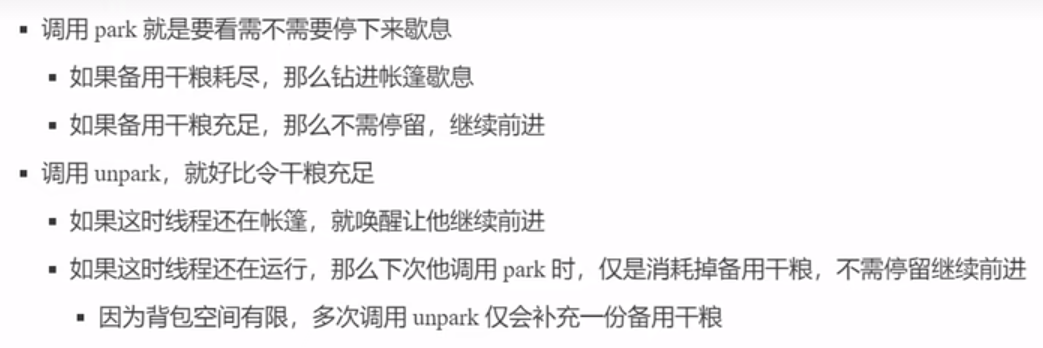 调用 park 就是要看需不需要停下来歇息
如果备用干粮耗尽，那么钻进帐篷歇息
如果备用干粮充足，那么不需停留，继续前进
调用 unpark，就好比令干粮充足
如果这时线程还在帐篷，就唤醒让他继续前进
如果这时线程还在运行，那么下次他调用 park 时，仅是消耗掉备用干粮，不需停留继续前进
因为背包空间有限，多次调用 unpark 仅会补充一份备用干粮